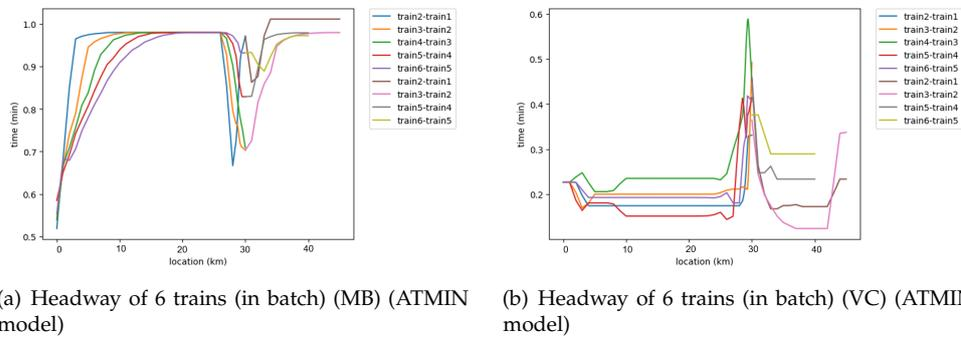 1.0
0.9
0.8
0.7
0.6
0.5
time (min)
0
10
20
30
40
location (km)
train2-train1
train3-train2
train4-train3
train5-train4
train6-train5
train2-train1
train3-train2
train5-train4
train6-train5
0.6
0.5
0.4
0.3
0.2
time (min)
0
10
20
30
40
location (km)
train2-train1
train3-train2
train4-train3
train5-train4
train6-train5
train2-train1
train3-train2
train5-train4
train6-train5
a) Headway of 6 trains (in batch) (MB) (ATMIN
model)
(b) Headway of 6 trains (in batch) (VC) (ATMIN
model)